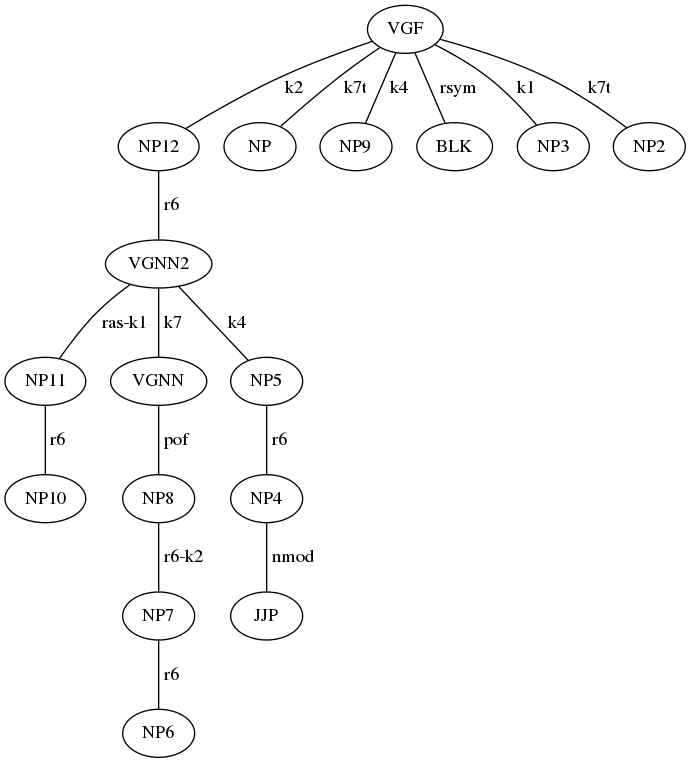 VGF
k2 k7t k4 rsym k1 k7t
NP12 NP NP9 BLK NP3 NP2
r6
VGNN2
ras-k1 k7 k4
NP11 VGNN NP5
r6 pof r6
NP10 NP8 NP4
r6-k2 nmod
NP7 JJP
r6
NP6